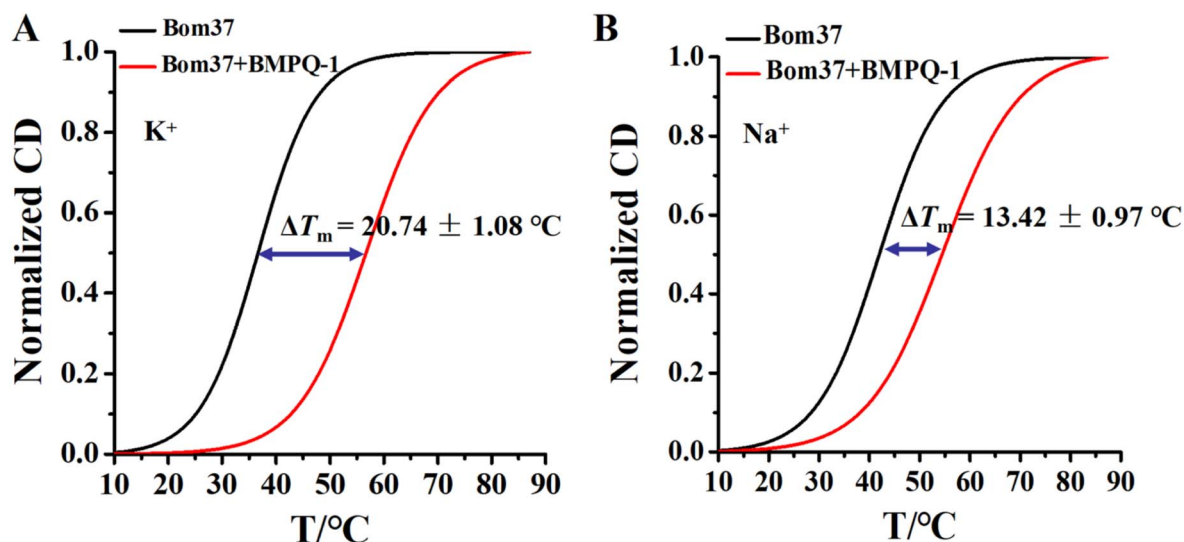 A
Bom37
Bom37+BMPQ-1
K⁺
ΔTm = 20.74 ± 1.08 °C
Normalized CD
1.0
0.8
0.6
0.4
0.2
0.0
10 20 30 40 50 60 70 80 90
T/°C
B
Bom37
Bom37+BMPQ-1
Na⁺
ΔTm = 13.42 ± 0.97 °C
Normalized CD
1.0
0.8
0.6
0.4
0.2
0.0
10 20 30 40 50 60 70 80 90
T/°C